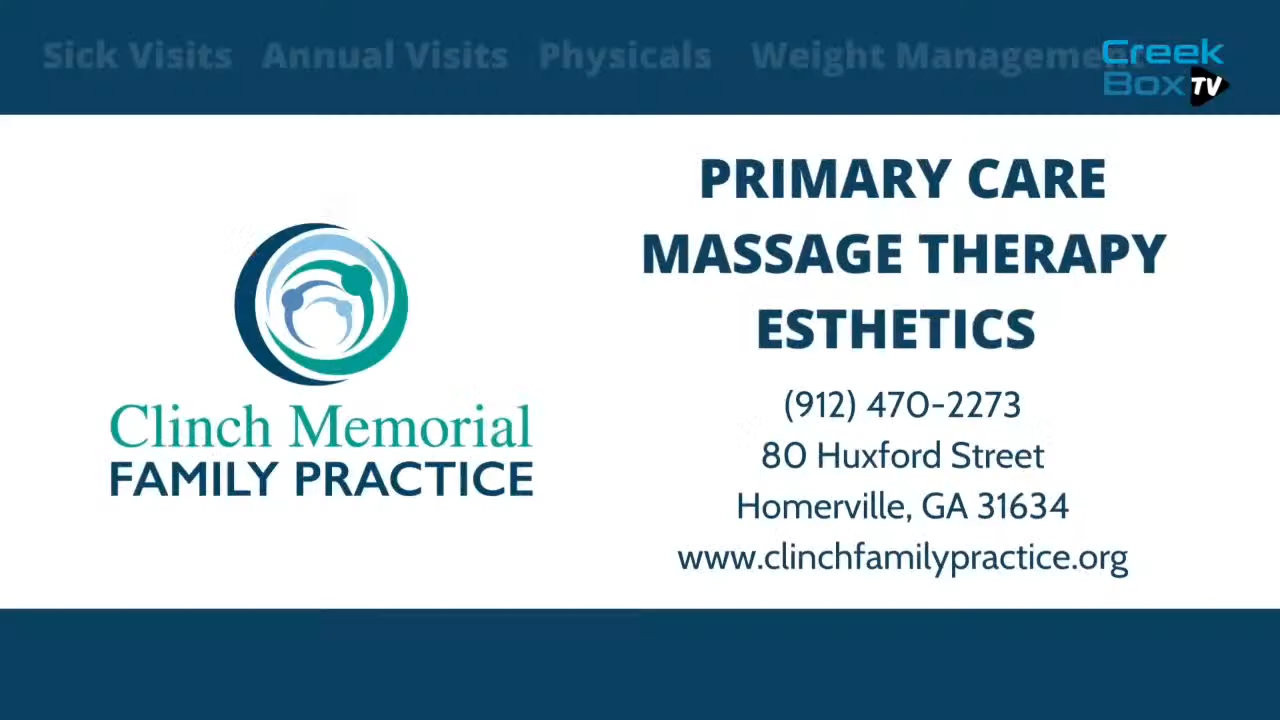 Sick Visits Annual Visits Physicals Weight Management
Creek
Box TV
PRIMARY CARE
MASSAGE THERAPY
ESTHETICS
Clinch Memorial
FAMILY PRACTICE
(912) 470-2273
80 Huxford Street
Homerville, GA 31634
www.clinchfamilypractice.org